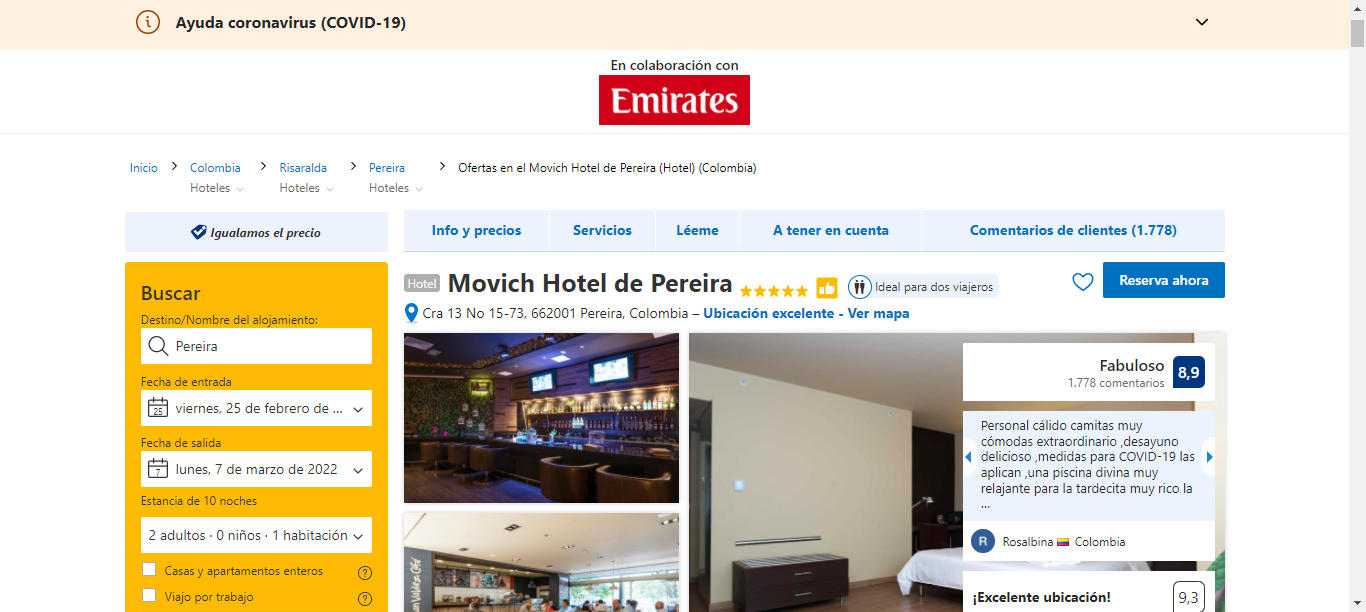 Ayuda coronavirus (COVID-19)
En colaboración con
Emirates
Inicio
Colombia
Risaralda
Pereira
Ofertas en el Movich Hotel de Pereira (Hotel) (Colombia)
Hoteles
Hoteles
Hoteles
Igualamos el precio
Info y precios
Servicios
Léeme
A tener en cuenta
Comentarios de clientes (1.778)
Buscar
Destino/Nombre del alojamiento:
Pereira
Fecha de entrada
25
viernes, 25 de febrero de ...
Fecha de salida
7
lunes, 7 de marzo de 2022
Estancia de 10 noches
2 adultos · 0 niños · 1 habitación
Casas y apartamentos enteros
Viajo por trabajo
Hotel
Movich Hotel de Pereira
Ideal para dos viajeros
Reserva ahora
Cra 13 No 15-73, 662001 Pereira, Colombia – Ubicación excelente - Ver mapa
Fabuloso
1.778 comentarios
8,9
Personal cálido camitas muy
cómodas extraordinario ,desayuno
delicioso ,medidas para COVID-19 las
aplican ,una piscina divina muy
relajante para la tardecita muy rico la
...
R
Rosalbina
Colombia
¡Excelente ubicación!
9,3